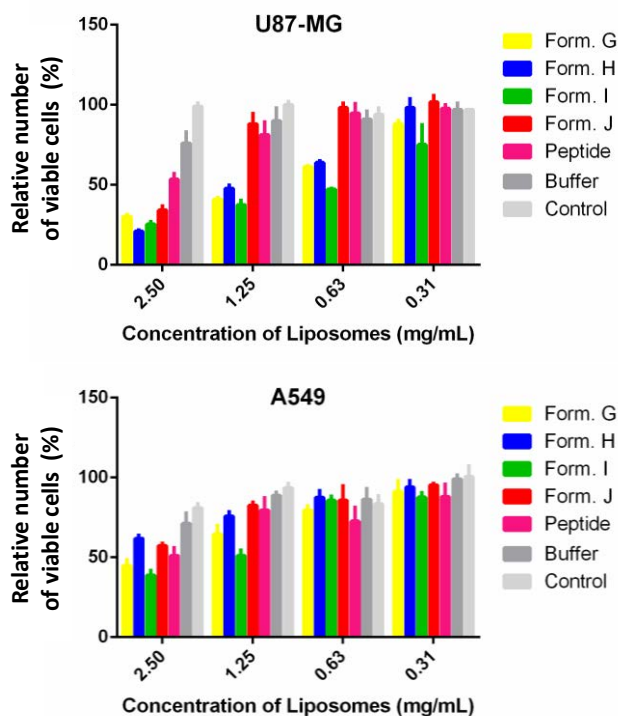 U87-MG
Relative number
of viable cells (%)
150
100
50
0
2.50
1.25
0.63
0.31
Concentration of Liposomes (mg/mL)
Form. G
Form. H
Form. I
Form. J
Peptide
Buffer
Control
A549
Relative number
of viable cells (%)
150
100
50
0
2.50
1.25
0.63
0.31
Concentration of Liposomes (mg/mL)
Form. G
Form. H
Form. I
Form. J
Peptide
Buffer
Control